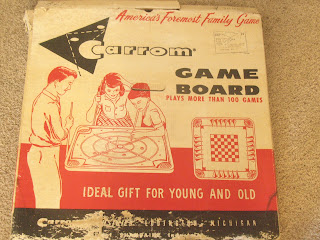 America's Foremost Family Game
Carrom®
GAME
BOARD
PLAYS MORE THAN 100 GAMES
IDEAL GIFT FOR YOUNG AND OLD
Carrom LUDINGTON, MICHIGAN